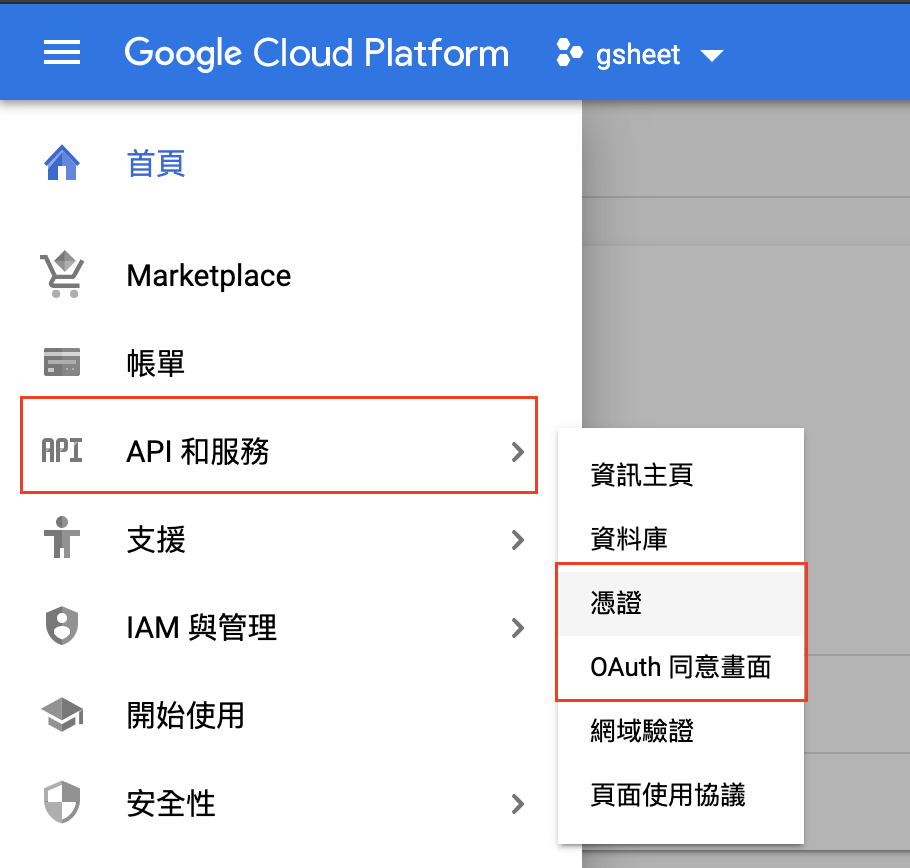 Google Cloud Platform gsheet
首頁
Marketplace
帳單
API API 和服務
支援
IAM 與管理
開始使用
安全性
資訊主頁
資料庫
憑證
OAuth 同意畫面
網域驗證
頁面使用協議